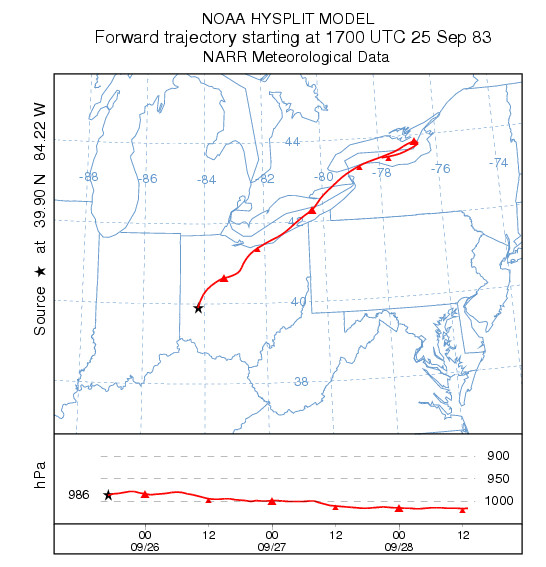 NOAA HYSPLIT MODEL
Forward trajectory starting at 1700 UTC 25 Sep 83
NARR Meteorological Data
Source ★ at 39.90 N 84.22 W
44
-88 -86 -84 -82 -80 -78 -76 -74
42
40
38
hPa
900
950
986 1000
00 12 00 12 00 12
09/26 09/27 09/28